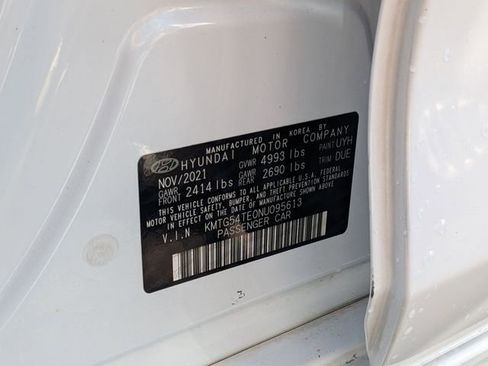 MANUFACTURED IN KOREA BY
HYUNDAI MOTOR COMPANY
NOV/2021 GVWR 4993 lbs PAINT UYH
GAWR FRONT 2414 lbs GAWR REAR 2690 lbs TRIM DUE
THIS VEHICLE CONFORMS TO ALL APPLICABLE U.S.A. FEDERAL
MOTOR VEHICLE SAFETY, BUMPER, AND THEFT PREVENTION
STANDARDS IN EFFECT ON THE DATE OF MANUFACTURE SHOWN ABOVE.
V.I.N KMTG54TE0NU095613
PASSENGER CAR